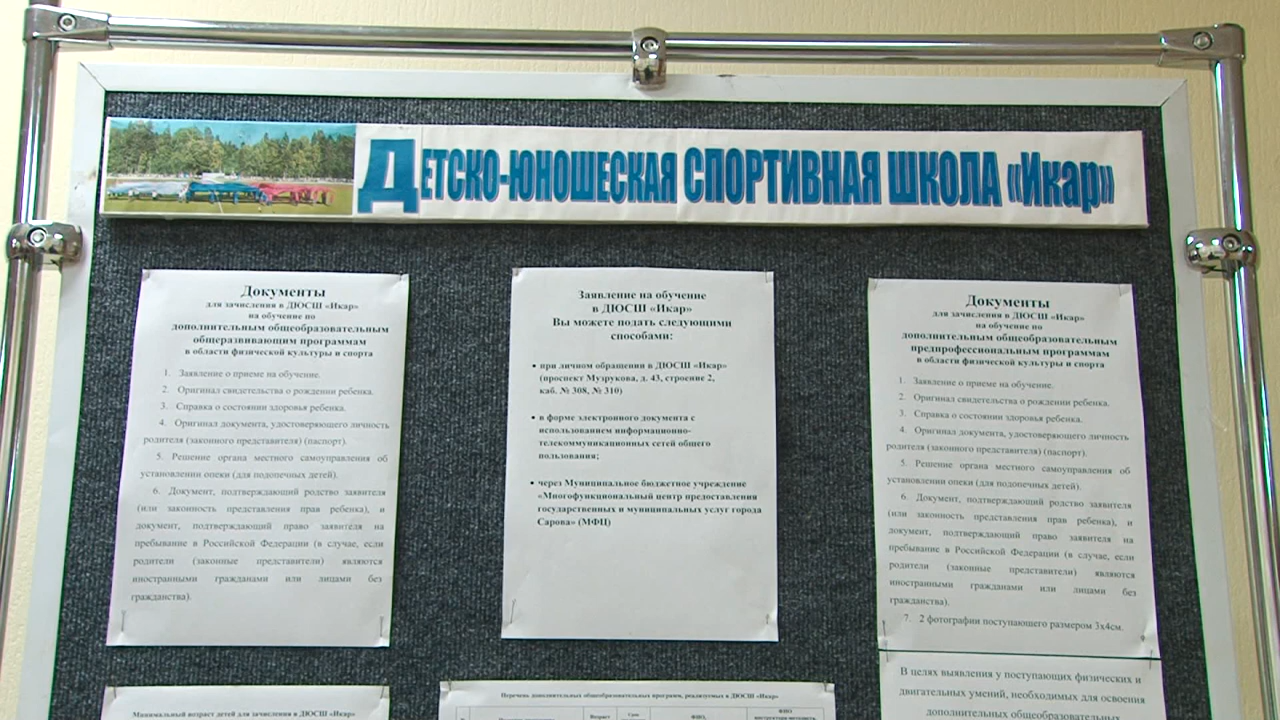 Детско-юношеская спортивная школа «Икар»
Документы
для зачисления в ДЮСШ «Икар»
на обучение по
дополнительным общеобразовательным
общеразвивающим программам
в области физической культуры и спорта
1. Заявление о приеме на обучение.
2. Оригинал свидетельства о рождении ребенка.
3. Справка о состоянии здоровья ребенка.
4. Оригинал документа, удостоверяющего личность
родителя (законного представителя) (паспорт).
5. Решение органа местного самоуправления об
установлении опеки (для подопечных детей).
6. Документ, подтверждающий родство заявителя
(или законность представления прав ребенка), и
документ, подтверждающий право заявителя на
пребывание в Российской Федерации (в случае, если
родители (законные представители) являются
иностранными гражданами или лицами без
гражданства).
Заявление на обучение
в ДЮСШ «Икар»
Вы можете подать следующими
способами:
• при личном обращении в ДЮСШ «Икар»
(проспект Музрукова, д. 43, строение 2,
каб. № 308, № 310)
• в форме электронного документа с
использованием информационно-
телекоммуникационных сетей общего
пользования;
• через Муниципальное бюджетное учреждение
«Многофункциональный центр предоставления
государственных и муниципальных услуг города
Сарова» (МФЦ)
Документы
для зачисления в ДЮСШ «Икар»
на обучение по
дополнительным общеобразовательным
предпрофессиональным программам
в области физической культуры и спорта
1. Заявление о приеме на обучение.
2. Оригинал свидетельства о рождении ребенка.
3. Справка о состоянии здоровья ребенка.
4. Оригинал документа, удостоверяющего личность
родителя (законного представителя) (паспорт).
5. Решение органа местного самоуправления об
установлении опеки (для подопечных детей).
6. Документ, подтверждающий родство заявителя
(или законность представления прав ребенка), и
документ, подтверждающий право заявителя на
пребывание в Российской Федерации (в случае, если
родители (законные представители) являются
иностранными гражданами или лицами без
гражданства).
7. 2 фотографии поступающего размером 3х4см.
Минимальный возраст детей для зачисления в ДЮСШ «Икар»
Перечень дополнительных общеобразовательных программ, реализуемых в ДЮСШ «Икар»
Возраст
ФИО,
ФИО
В целях выявления у поступающих физических и
двигательных умений, необходимых для освоения
дополнительных общеобразовательных